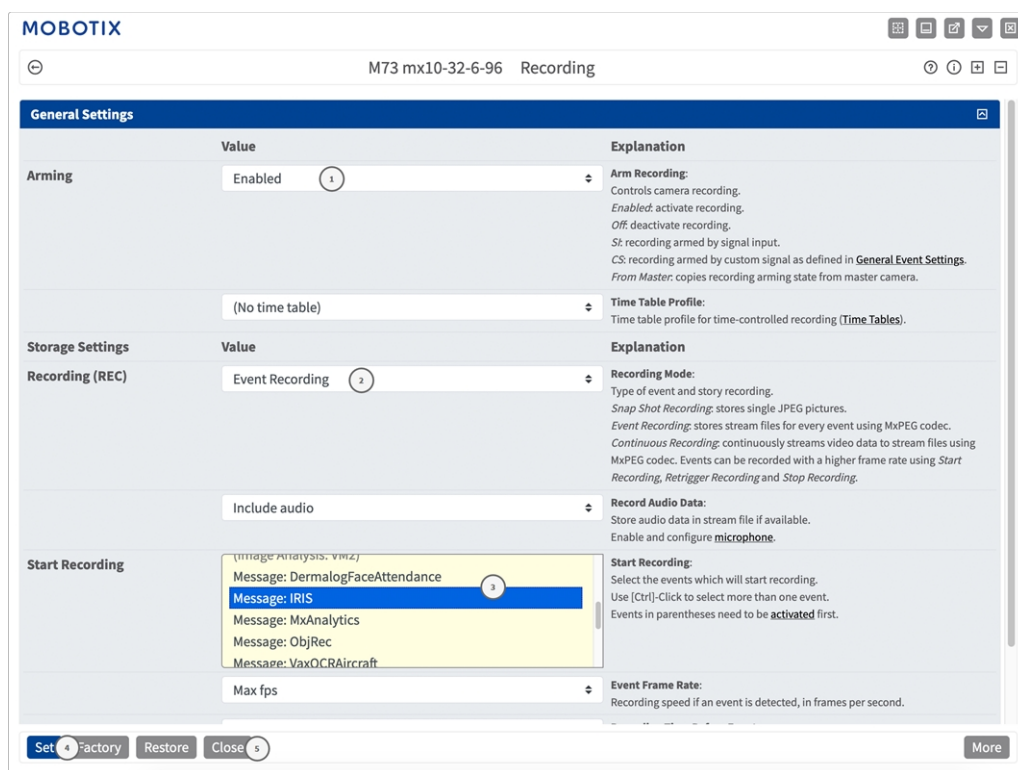 MOBOTIX
M73 mx10-32-6-96 Recording
General Settings
Value Explanation
Arming
Enabled 1
Arm Recording:
Controls camera recording.
Enabled: activate recording.
Off: deactivate recording.
SI: recording armed by signal input.
CS: recording armed by custom signal as defined in General Event Settings.
From Master: copies recording arming state from master camera.
(No time table)
Time Table Profile:
Time table profile for time-controlled recording (Time Tables).
Storage Settings Value Explanation
Recording (REC)
Event Recording 2
Recording Mode:
Type of event and story recording.
Snap Shot Recording: stores single JPEG pictures.
Event Recording: stores stream files for every event using MxPEG codec.
Continuous Recording: continuously streams video data to stream files using
MxPEG codec. Events can be recorded with a higher frame rate using Start
Recording, Retrigger Recording and Stop Recording.
Include audio
Record Audio Data:
Store audio data in stream file if available.
Enable and configure microphone.
Start Recording
(Image Analysis: VM2)
Message: DermalogFaceAttendance
3
Message: IRIS
Message: MxAnalytics
Message: ObjRec
Message: VaxOCRAircraft
Start Recording:
Select the events which will start recording.
Use [Ctrl]-Click to select more than one event.
Events in parentheses need to be activated first.
Max fps
Event Frame Rate:
Recording speed if an event is detected, in frames per second.
Set 4 Factory Restore Close 5 More